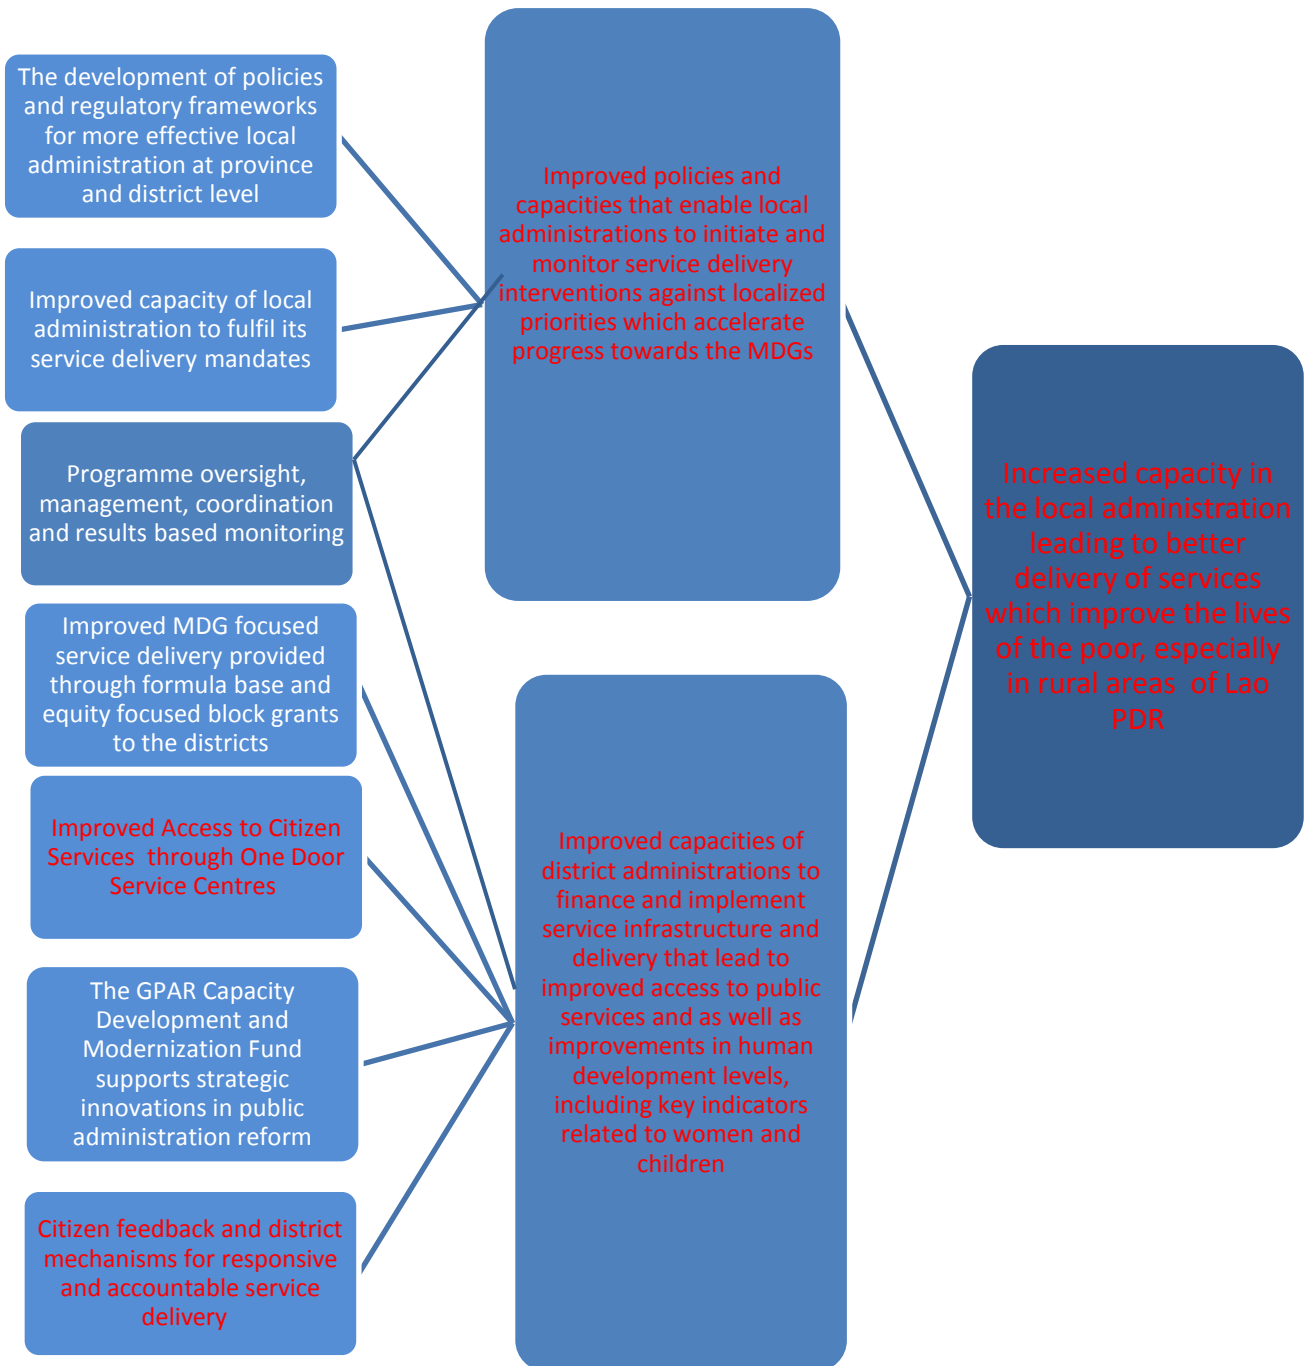 The development of policies
and regulatory frameworks
for more effective local
administration at province
and district level
Improved capacity of local
administration to fulfil its
service delivery mandates
Programme oversight,
management, coordination
and results based monitoring
Improved MDG focused
service delivery provided
through formula base and
equity focused block grants
to the districts
Improved Access to Citizen
Services through One Door
Service Centres
The GPAR Capacity
Development and
Modernization Fund
supports strategic
innovations in public
administration reform
Citizen feedback and district
mechanisms for responsive
and accountable service
delivery
Improved policies and
capacities that enable local
administrations to initiate and
monitor service delivery
interventions against localized
priorities which accelerate
progress towards the MDGs
Improved capacities of
district administrations to
finance and implement
service infrastructure and
delivery that lead to
improved access to public
services and as well as
improvements in human
development levels,
including key indicators
related to women and
children
Increased capacity in
the local administration
leading to better
delivery of services
which improve the lives
of the poor, especially
in rural areas of Lao
PDR